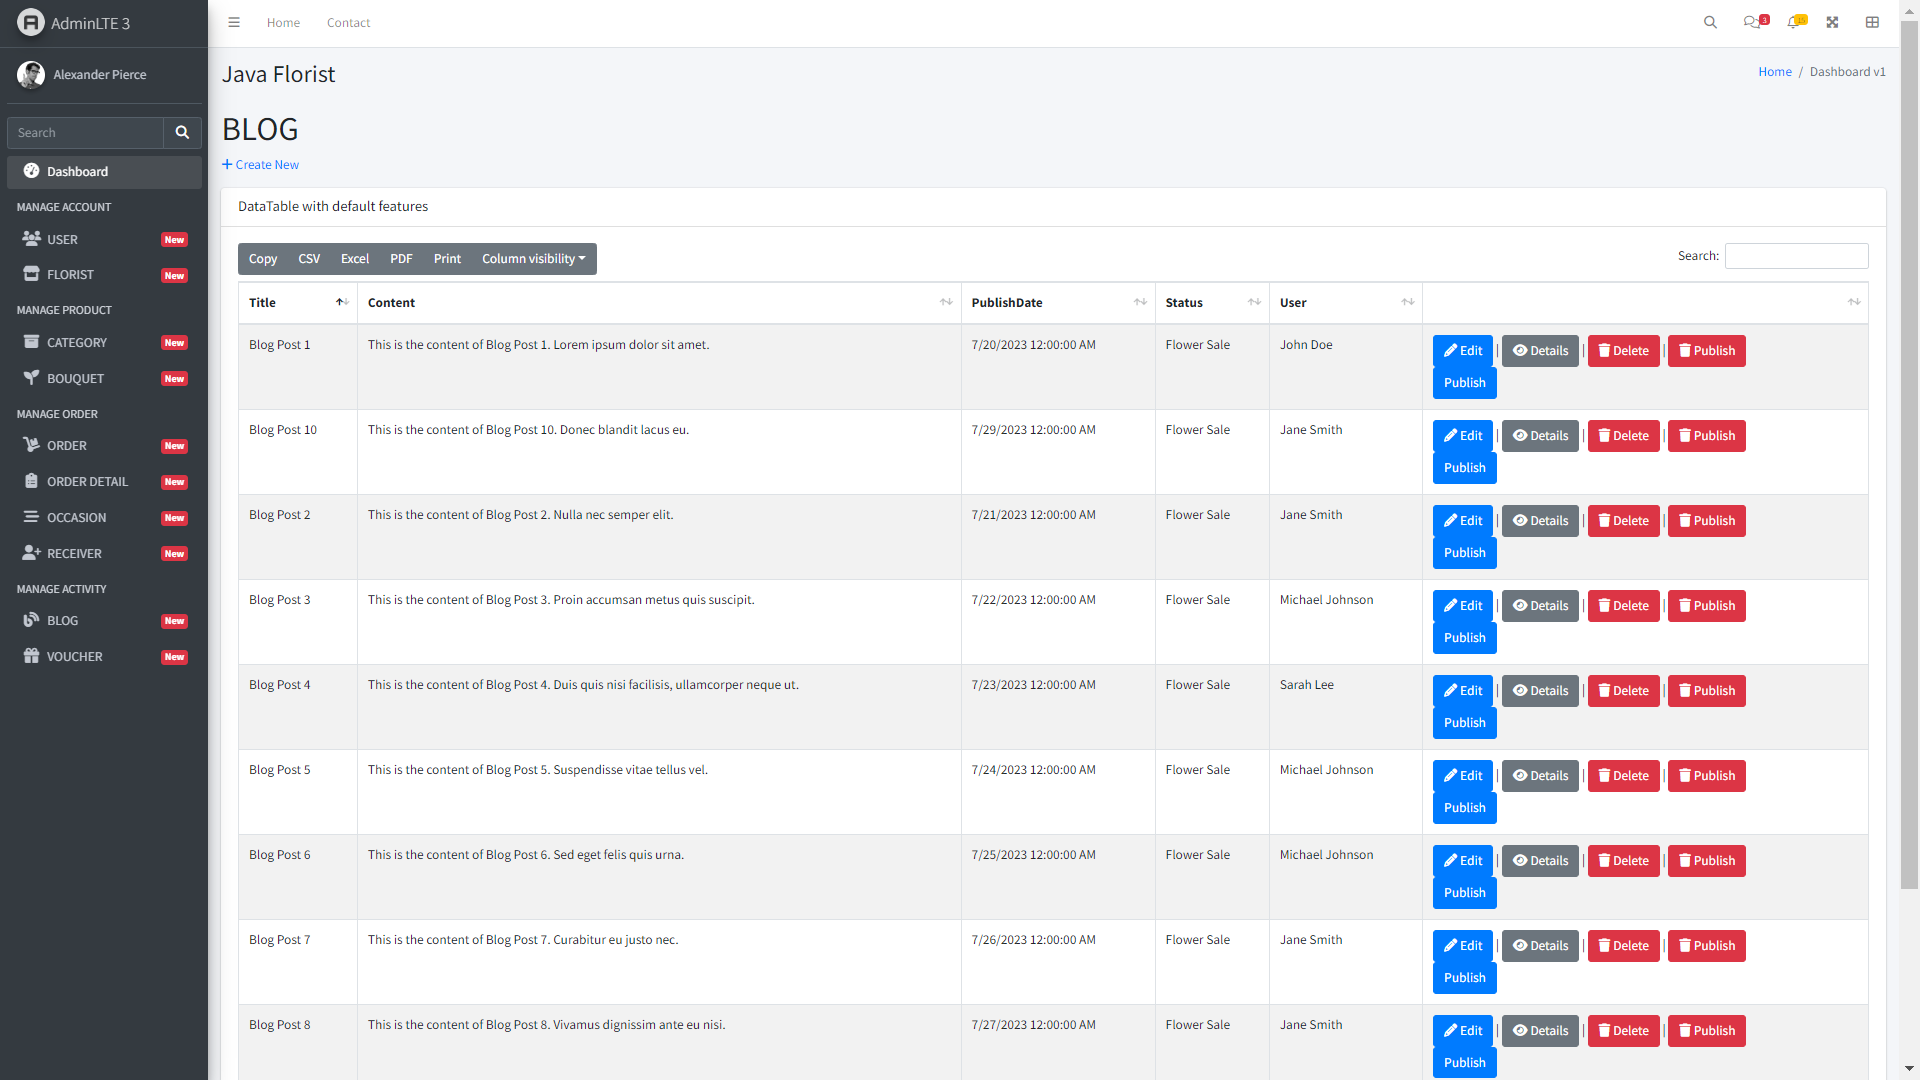 AdminLTE 3
Home Contact
3
15
Alexander Pierce
Java Florist
Home / Dashboard v1
Search
BLOG
+ Create New
Dashboard
MANAGE ACCOUNT
USER New
FLORIST New
MANAGE PRODUCT
CATEGORY New
BOUQUET New
MANAGE ORDER
ORDER New
ORDER DETAIL New
OCCASION New
RECEIVER New
MANAGE ACTIVITY
BLOG New
VOUCHER New
DataTable with default features
Copy CSV Excel PDF Print Column visibility
Search:
Title Content PublishDate Status User
Blog Post 1 This is the content of Blog Post 1. Lorem ipsum dolor sit amet. 7/20/2023 12:00:00 AM Flower Sale John Doe Edit | Details | Delete | Publish
Publish
Blog Post 10 This is the content of Blog Post 10. Donec blandit lacus eu. 7/29/2023 12:00:00 AM Flower Sale Jane Smith Edit | Details | Delete | Publish
Publish
Blog Post 2 This is the content of Blog Post 2. Nulla nec semper elit. 7/21/2023 12:00:00 AM Flower Sale Jane Smith Edit | Details | Delete | Publish
Publish
Blog Post 3 This is the content of Blog Post 3. Proin accumsan metus quis suscipit. 7/22/2023 12:00:00 AM Flower Sale Michael Johnson Edit | Details | Delete | Publish
Publish
Blog Post 4 This is the content of Blog Post 4. Duis quis nisi facilisis, ullamcorper neque ut. 7/23/2023 12:00:00 AM Flower Sale Sarah Lee Edit | Details | Delete | Publish
Publish
Blog Post 5 This is the content of Blog Post 5. Suspendisse vitae tellus vel. 7/24/2023 12:00:00 AM Flower Sale Michael Johnson Edit | Details | Delete | Publish
Publish
Blog Post 6 This is the content of Blog Post 6. Sed eget felis quis urna. 7/25/2023 12:00:00 AM Flower Sale Michael Johnson Edit | Details | Delete | Publish
Publish
Blog Post 7 This is the content of Blog Post 7. Curabitur eu justo nec. 7/26/2023 12:00:00 AM Flower Sale Jane Smith Edit | Details | Delete | Publish
Publish
Blog Post 8 This is the content of Blog Post 8. Vivamus dignissim ante eu nisi. 7/27/2023 12:00:00 AM Flower Sale Jane Smith Edit | Details | Delete | Publish
Publish